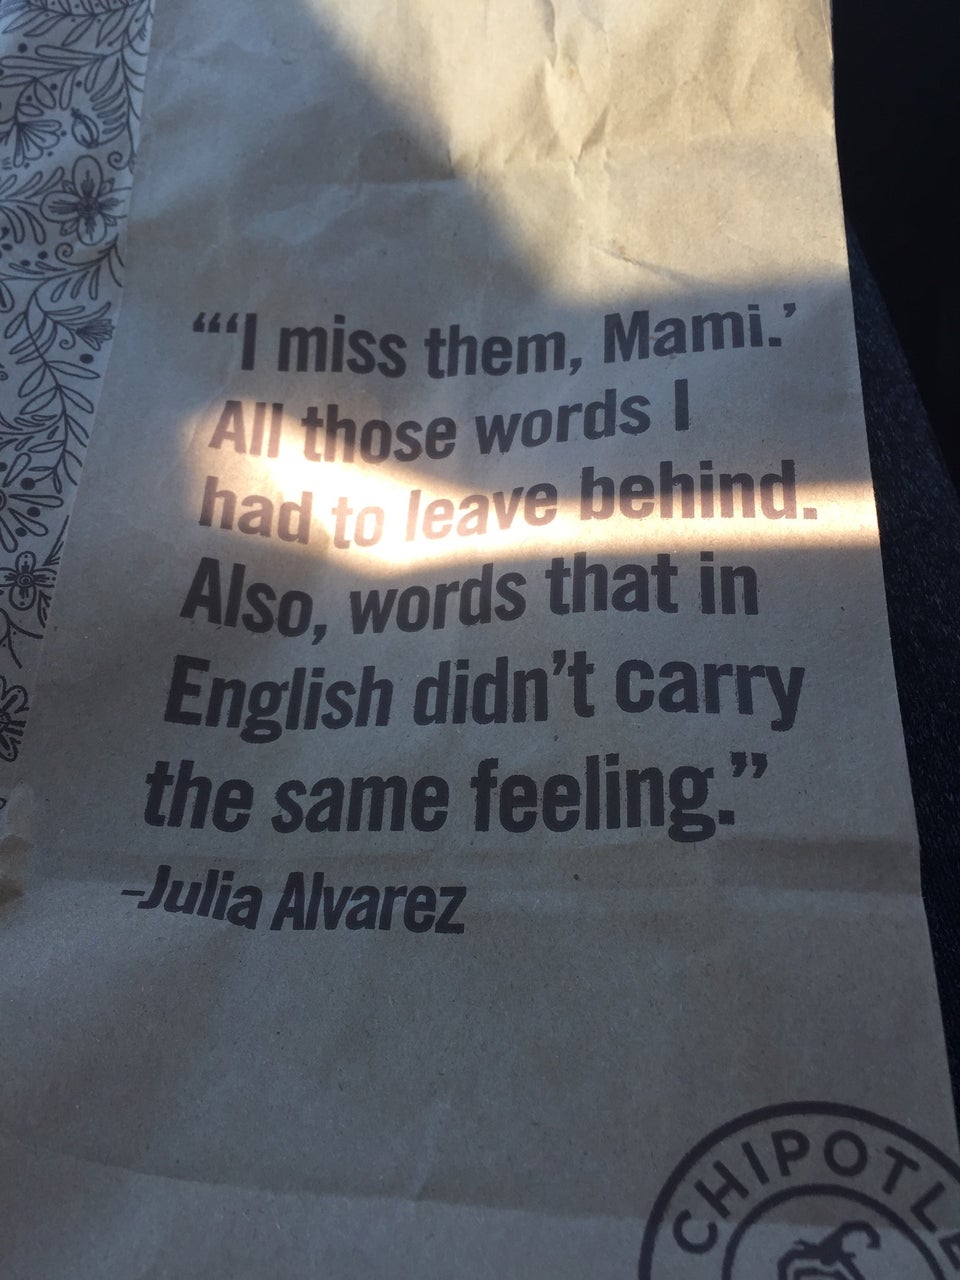 “‘I miss them, Mami.’
All those words I
had to leave behind.
Also, words that in
English didn’t carry
the same feeling.”
-Julia Alvarez
CHIPOTLE